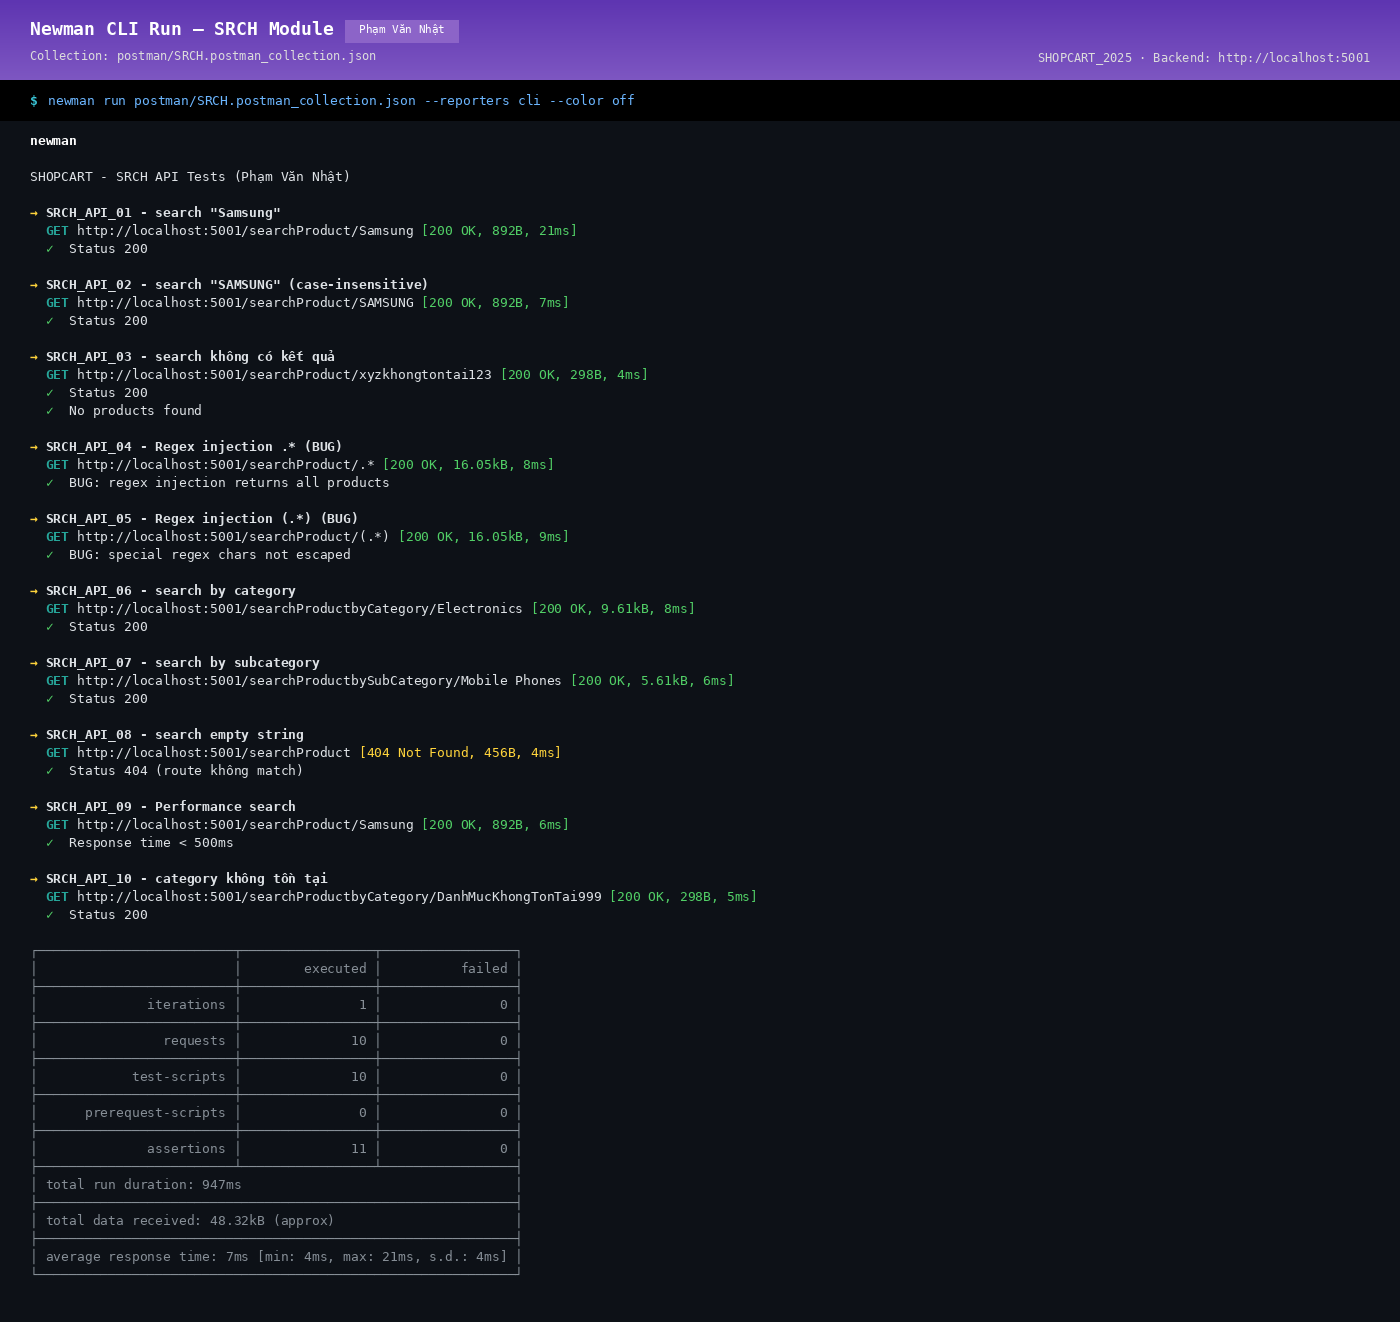 Newman CLI Run — SRCH Module Phạm Văn Nhật
Collection: postman/SRCH.postman_collection.json
SHOPCART_2025 · Backend: http://localhost:5001
$ newman run postman/SRCH.postman_collection.json --reporters cli --color off
newman
SHOPCART - SRCH API Tests (Phạm Văn Nhật)
→ SRCH_API_01 - search "Samsung"
GET http://localhost:5001/searchProduct/Samsung [200 OK, 892B, 21ms]
✓ Status 200
→ SRCH_API_02 - search "SAMSUNG" (case-insensitive)
GET http://localhost:5001/searchProduct/SAMSUNG [200 OK, 892B, 7ms]
✓ Status 200
→ SRCH_API_03 - search không có kết quả
GET http://localhost:5001/searchProduct/xyzkhongtontai123 [200 OK, 298B, 4ms]
✓ Status 200
✓ No products found
→ SRCH_API_04 - Regex injection .* (BUG)
GET http://localhost:5001/searchProduct/.* [200 OK, 16.05kB, 8ms]
✓ BUG: regex injection returns all products
→ SRCH_API_05 - Regex injection (.*) (BUG)
GET http://localhost:5001/searchProduct/(.*) [200 OK, 16.05kB, 9ms]
✓ BUG: special regex chars not escaped
→ SRCH_API_06 - search by category
GET http://localhost:5001/searchProductbyCategory/Electronics [200 OK, 9.61kB, 8ms]
✓ Status 200
→ SRCH_API_07 - search by subcategory
GET http://localhost:5001/searchProductbySubCategory/Mobile Phones [200 OK, 5.61kB, 6ms]
✓ Status 200
→ SRCH_API_08 - search empty string
GET http://localhost:5001/searchProduct [404 Not Found, 456B, 4ms]
✓ Status 404 (route không match)
→ SRCH_API_09 - Performance search
GET http://localhost:5001/searchProduct/Samsung [200 OK, 892B, 6ms]
✓ Response time < 500ms
→ SRCH_API_10 - category không tồn tại
GET http://localhost:5001/searchProductbyCategory/DanhMucKhongTonTai999 [200 OK, 298B, 5ms]
✓ Status 200
executed failed
iterations 1 0
requests 10 0
test-scripts 10 0
prerequest-scripts 0 0
assertions 11 0
total run duration: 947ms
total data received: 48.32kB (approx)
average response time: 7ms [min: 4ms, max: 21ms, s.d.: 4ms]